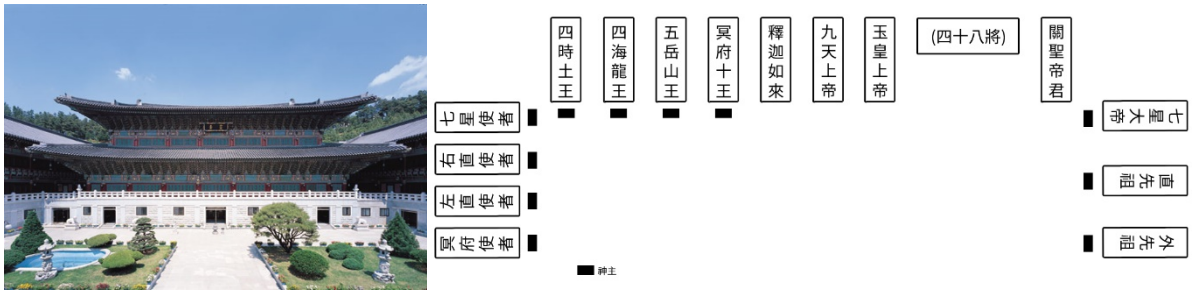 四時土王
四海龍王
五岳山王
冥府十王
釋迦如來
九天上帝
玉皇上帝
(四十八將)
關聖帝君
七星使者
右直使者
左直使者
冥府使者
七星大帝
直先祖
外先祖
神主